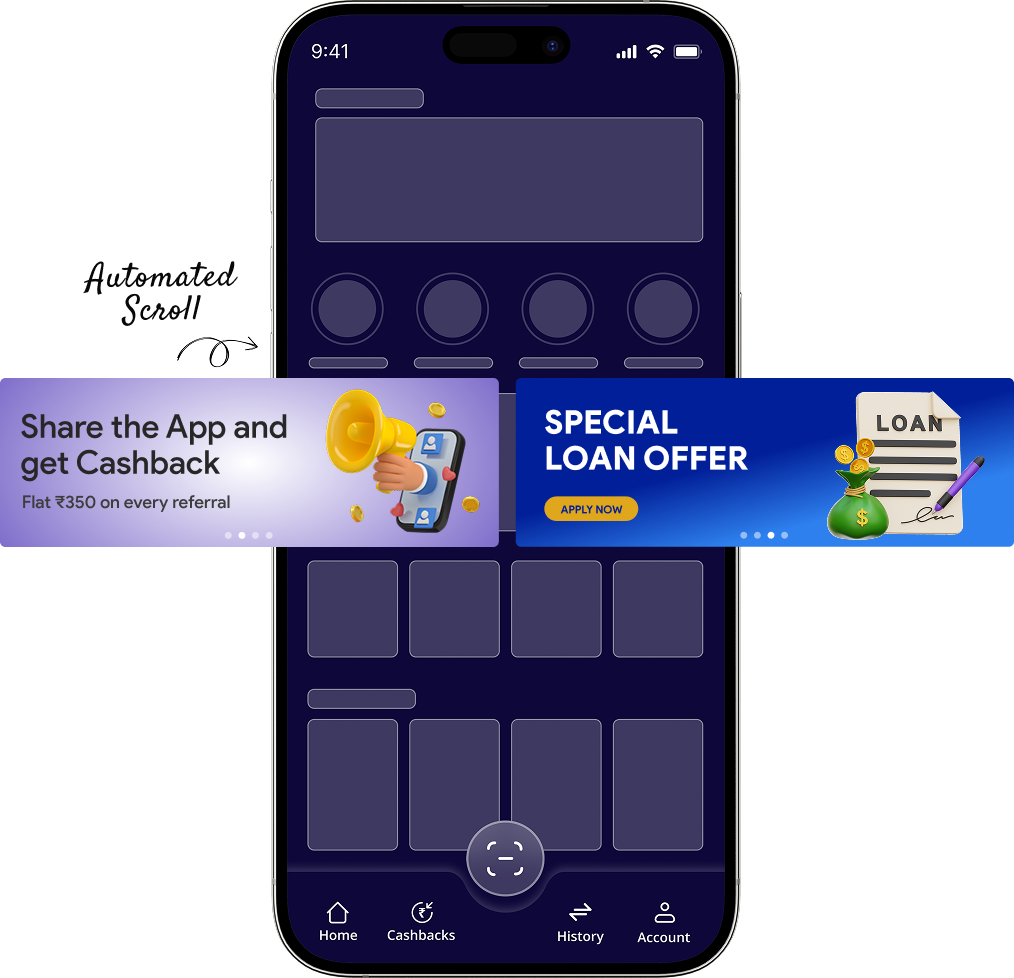 9:41
Automated
Scroll
Share the App and
get Cashback
Flat ₹350 on every referral
SPECIAL
LOAN OFFER
APPLY NOW
LOAN
Home
Cashbacks
History
Account